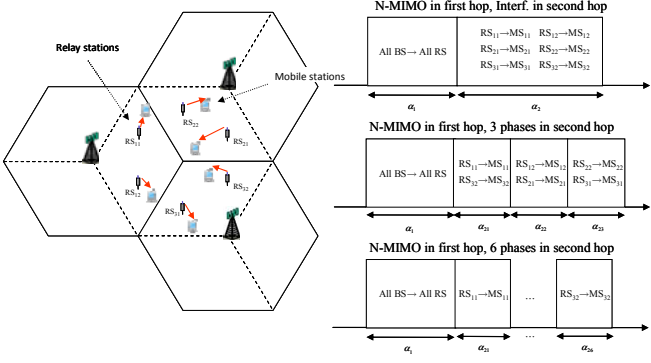 Relay stations
Mobile stations
RS11
RS22
RS21
RS12
RS32
RS31
N-MIMO in first hop, Interf. in second hop
All BS→ All RS
RS11→MS11 RS12→MS12
RS21→MS21 RS22→MS22
RS31→MS31 RS32→MS32
α1
α2
N-MIMO in first hop, 3 phases in second hop
All BS→ All RS
RS11→MS11
RS32→MS32
RS12→MS12
RS21→MS21
RS22→MS22
RS31→MS31
α1
α21
α22
α23
N-MIMO in first hop, 6 phases in second hop
All BS→ All RS
RS11→MS11
...
RS32→MS32
α1
α21
...
α26